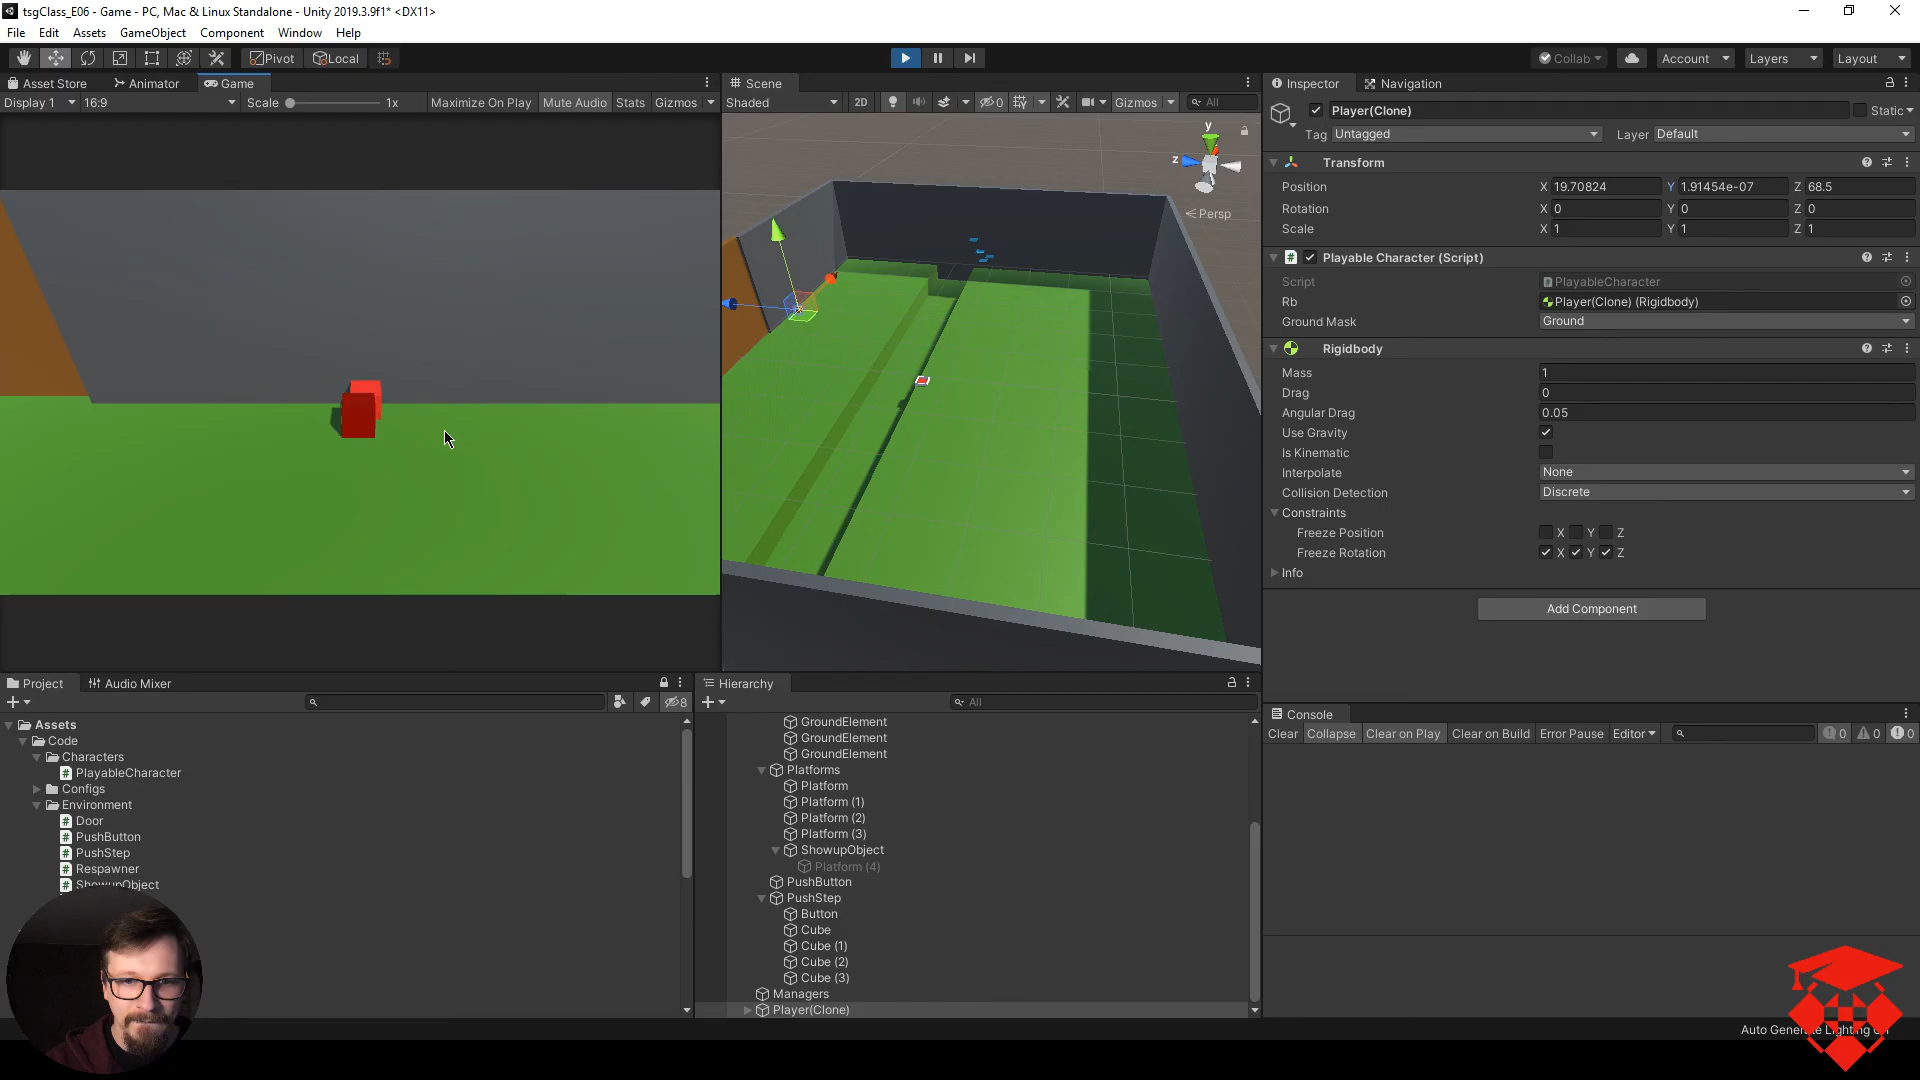 tsgClass_E06 - Game - PC, Mac & Linux Standalone - Unity 2019.3.9f1* <DX11>
File Edit Assets GameObject Component Window Help
Pivot Local Collab Account Layers Layout
Asset Store Animator Game
Display 1 16:9 Scale 1x Maximize On Play Mute Audio Stats Gizmos
Scene
Shaded 2D 0 Gizmos All
y
z
Persp
Inspector Navigation
Player(Clone) Static
Tag Untagged Layer Default
Transform
Position X 19.70824 Y 1.91454e-07 Z 68.5
Rotation X 0 Y 0 Z 0
Scale X 1 Y 1 Z 1
# Playable Character (Script)
Script PlayableCharacter
Rb Player(Clone) (Rigidbody)
Ground Mask Ground
Rigidbody
Mass 1
Drag 0
Angular Drag 0.05
Use Gravity
Is Kinematic
Interpolate None
Collision Detection Discrete
Constraints
Freeze Position X Y Z
Freeze Rotation X Y Z
Info
Add Component
Project Audio Mixer
8
Assets
Code
Characters
# PlayableCharacter
Configs
Environment
# Door
# PushButton
# PushStep
# Respawner
# ShowupObject
Hierarchy
All
GroundElement
GroundElement
GroundElement
Platforms
Platform
Platform (1)
Platform (2)
Platform (3)
ShowupObject
Platform (4)
PushButton
PushStep
Button
Cube
Cube (1)
Cube (2)
Cube (3)
Managers
Player(Clone)
Console
Clear Collapse Clear on Play Clear on Build Error Pause Editor 0 0 0
Auto Generate Lighting